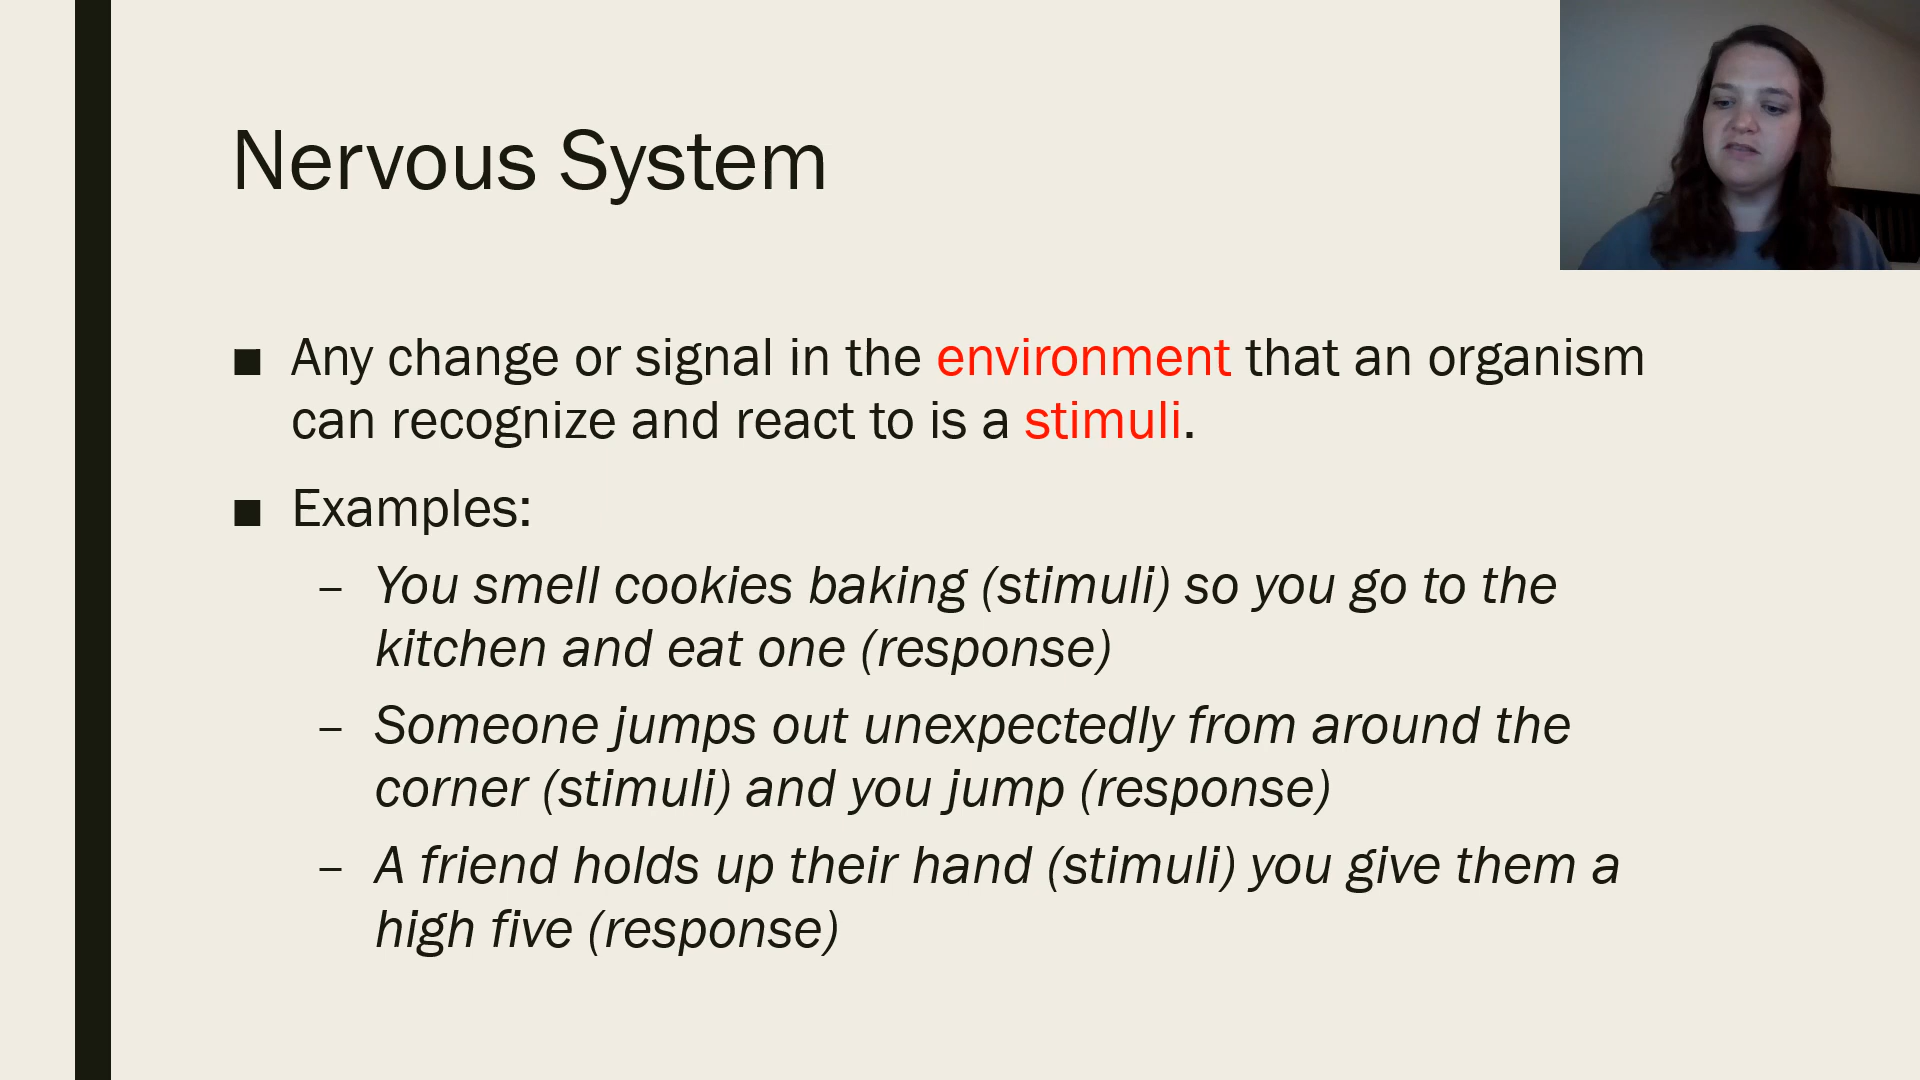 Nervous System
■ Any change or signal in the environment that an organism
can recognize and react to is a stimuli.
■ Examples:
– You smell cookies baking (stimuli) so you go to the
kitchen and eat one (response)
– Someone jumps out unexpectedly from around the
corner (stimuli) and you jump (response)
– A friend holds up their hand (stimuli) you give them a
high five (response)